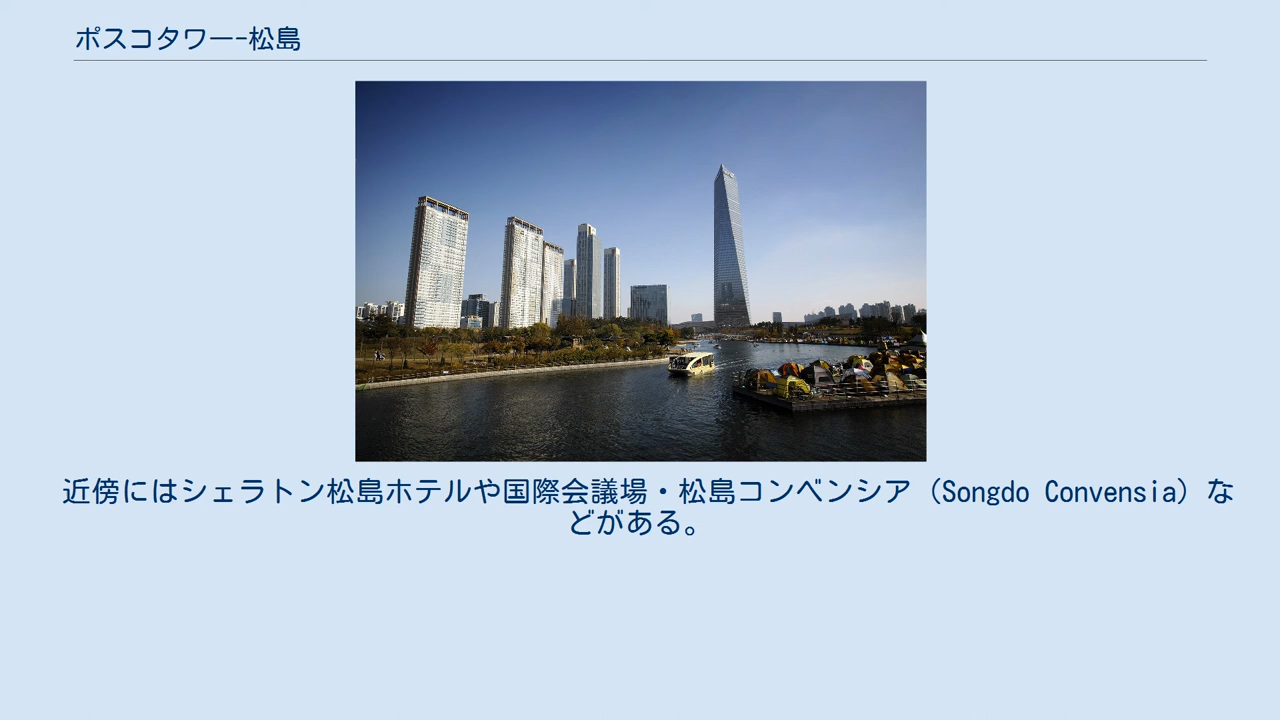 ポスコタワー-松島
近傍にはシェラトン松島ホテルや国際会議場・松島コンベンシア（Songdo Convensia）な
どがある。